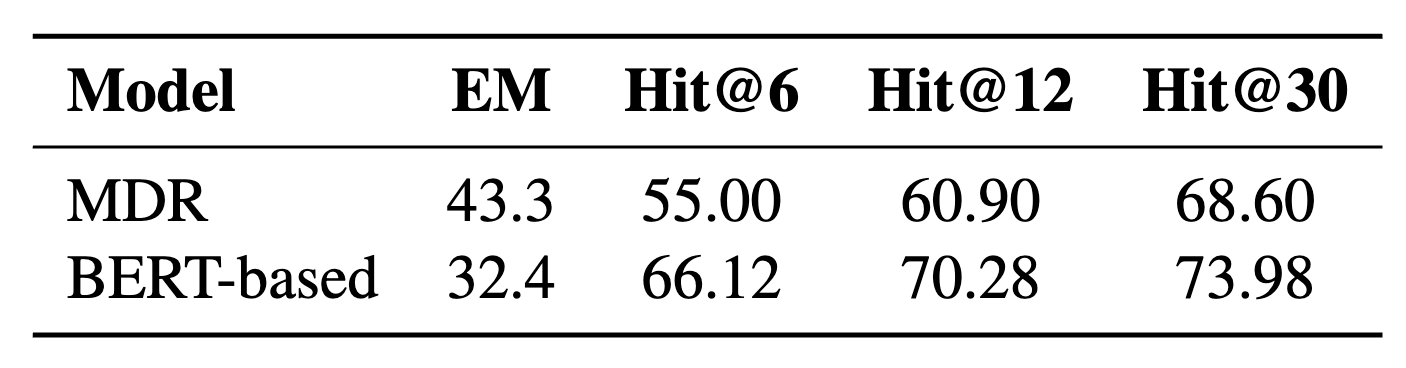 Model EM Hit@6 Hit@12 Hit@30
MDR 43.3 55.00 60.90 68.60
BERT-based 32.4 66.12 70.28 73.98